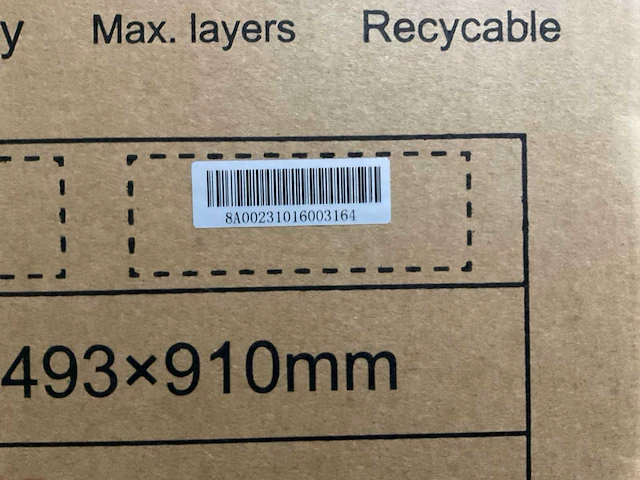 y Max. layers Recycable
8A00231016003164
493×910mm